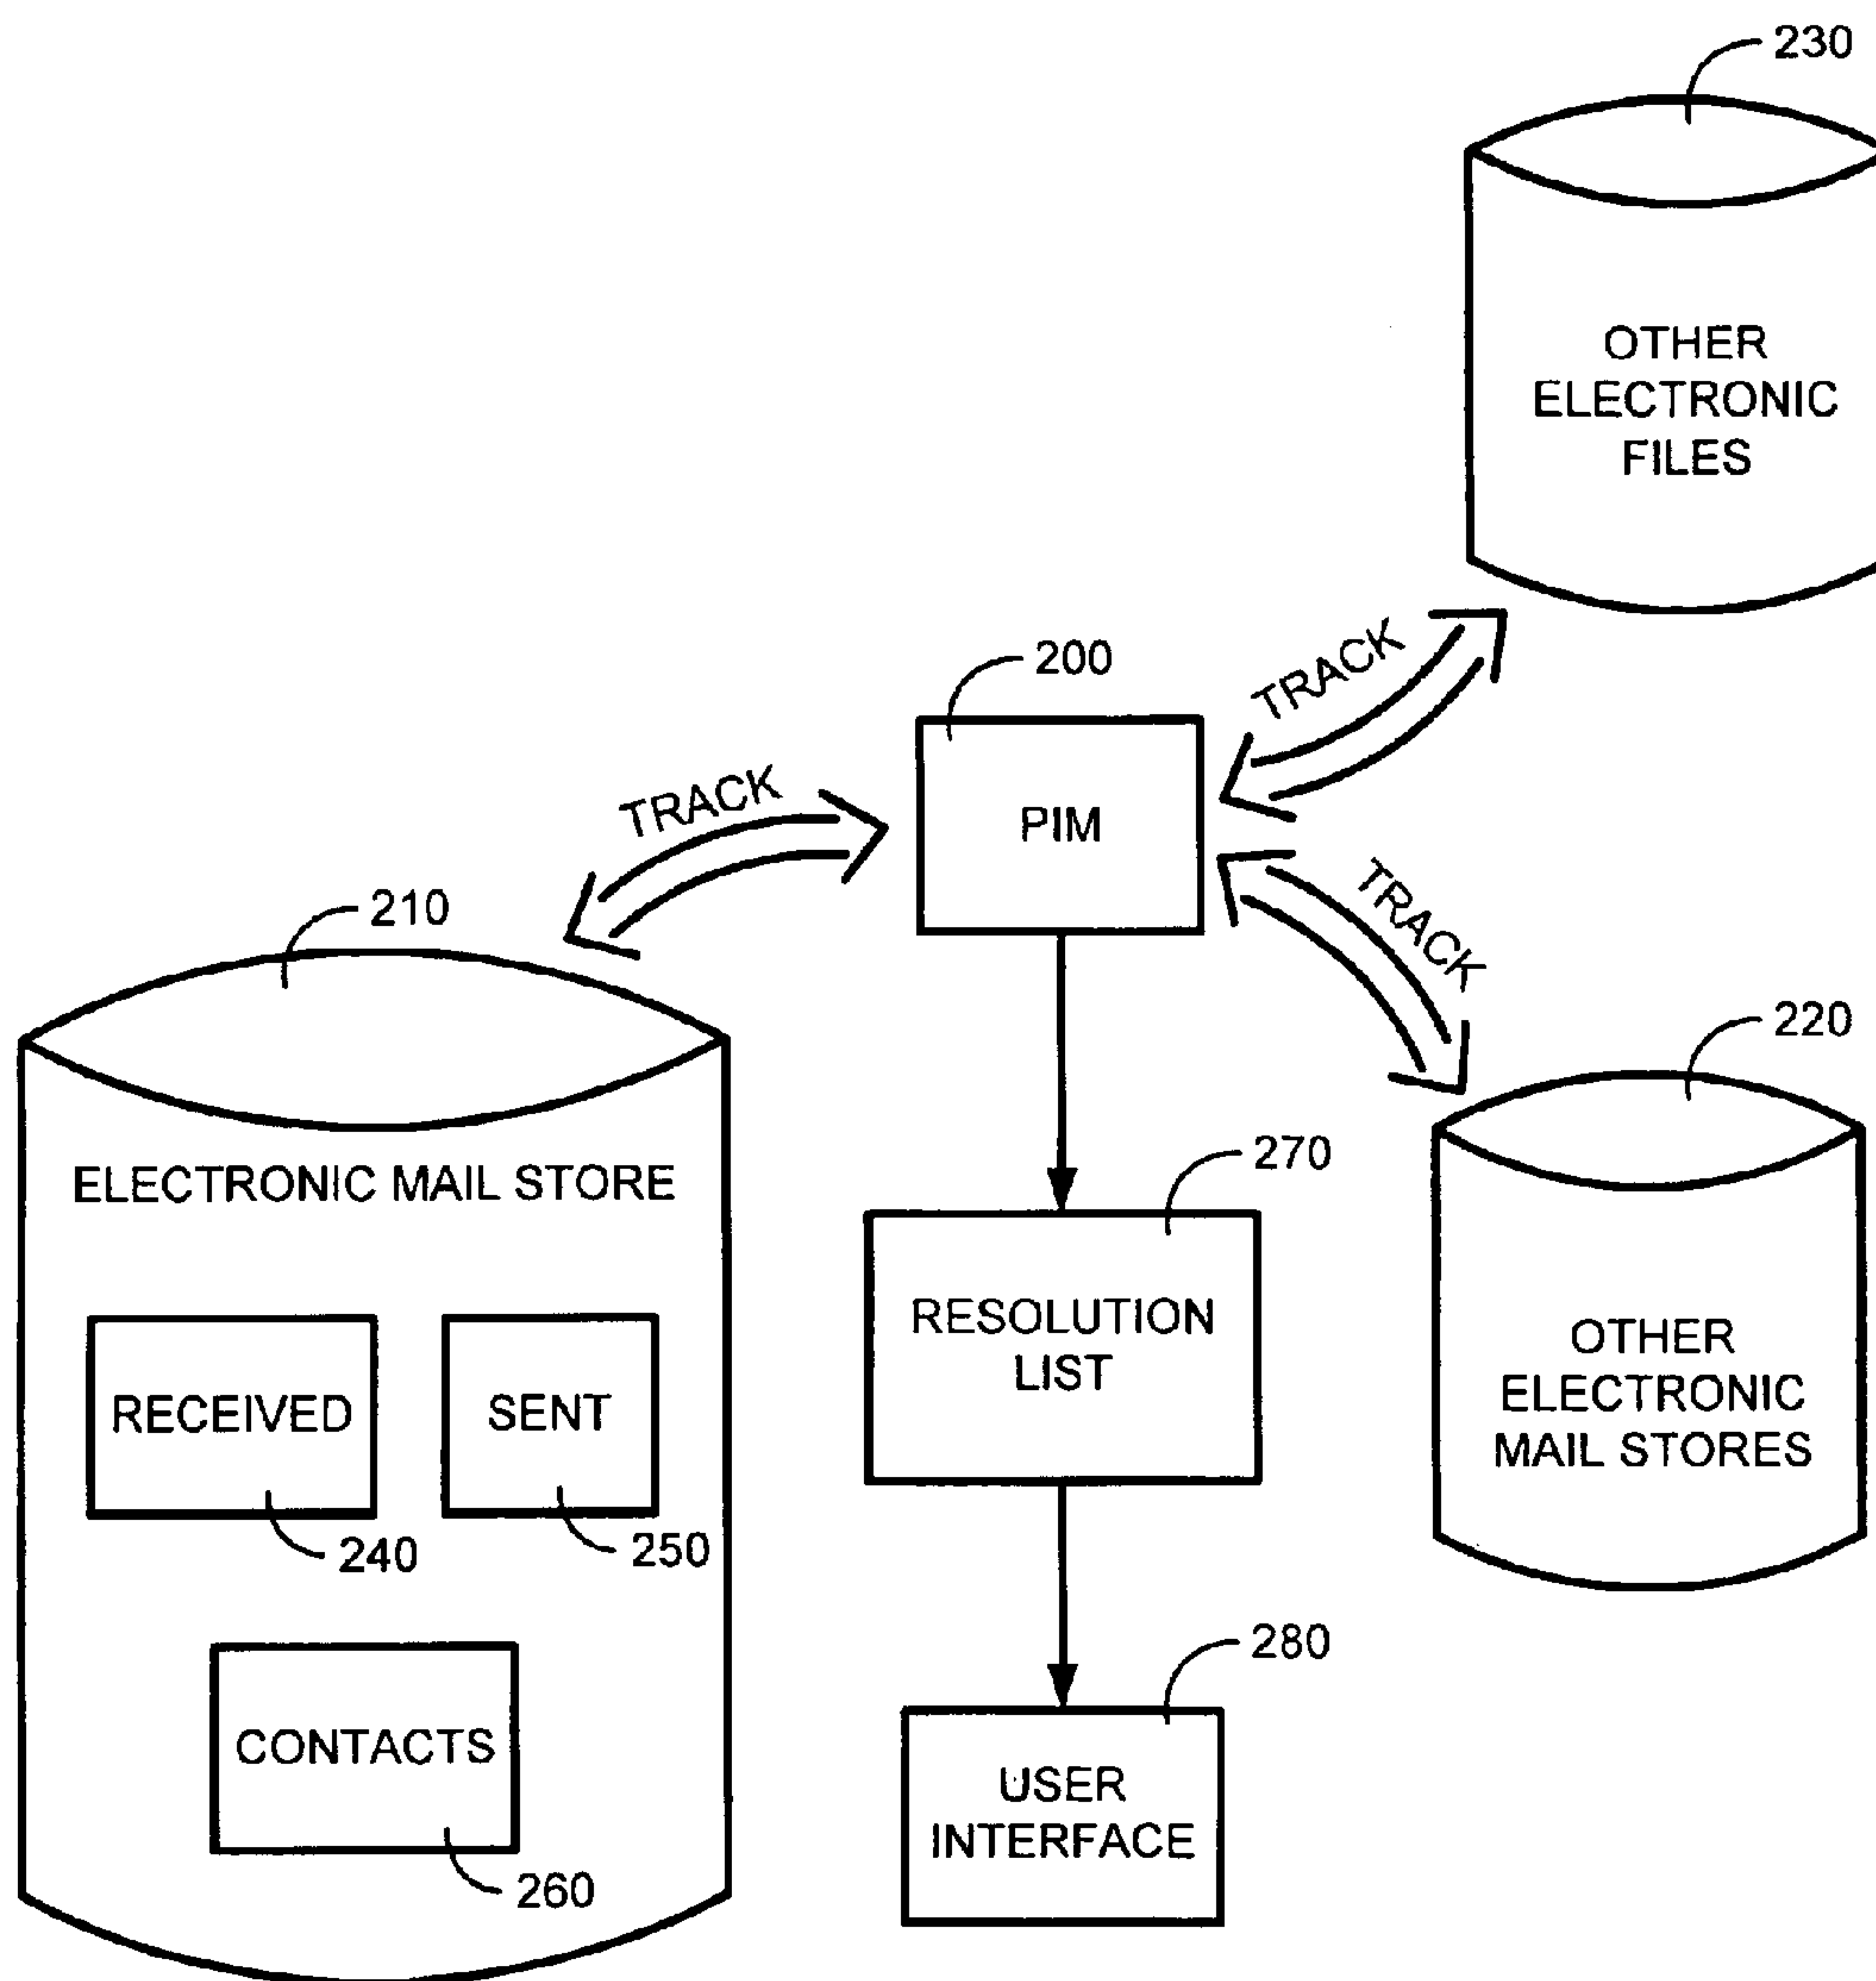 230
OTHER
ELECTRONIC
FILES
200
TRACK
PIM
TRACK
TRACK
210
220
ELECTRONIC MAIL STORE
270
RESOLUTION
LIST
OTHER
ELECTRONIC
MAIL STORES
RECEIVED
SENT
240
250
280
CONTACTS
USER
INTERFACE
260